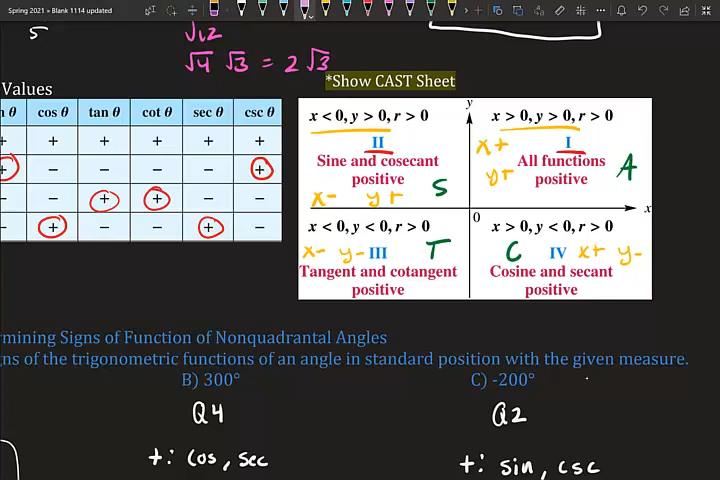 Spring 2021 » Blank 1114 updated
5
√12
√4 √3 = 2√3
*Show CAST Sheet
Values
θ cos θ tan θ cot θ sec θ csc θ
+ + + + + +
+ − − − − +
− − + + − −
− + − − + −
y
x < 0, y > 0, r > 0
II
Sine and cosecant
positive
x− y+ S
x > 0, y > 0, r > 0
x+ I
All functions
y+ positive A
0 x
x < 0, y < 0, r > 0
x− y− III T
Tangent and cotangent
positive
x > 0, y < 0, r > 0
C IV x+ y−
Cosine and secant
positive
rmining Signs of Function of Nonquadrantal Angles
ns of the trigonometric functions of an angle in standard position with the given measure.
B) 300° C) -200°
Q4 Q2
+: cos, sec +: sin, csc